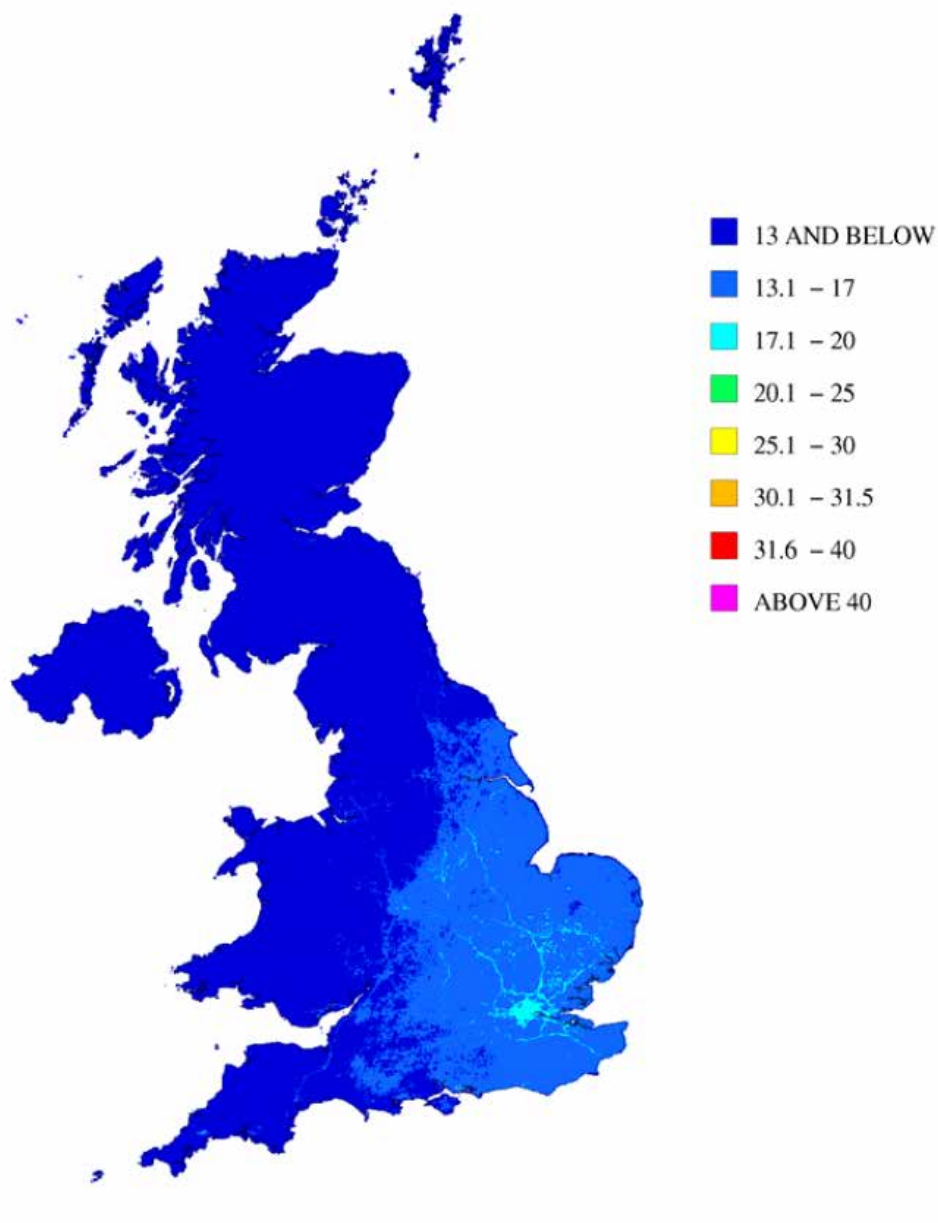 13 AND BELOW
13.1 – 17
17.1 – 20
20.1 – 25
25.1 – 30
30.1 – 31.5
31.6 – 40
ABOVE 40